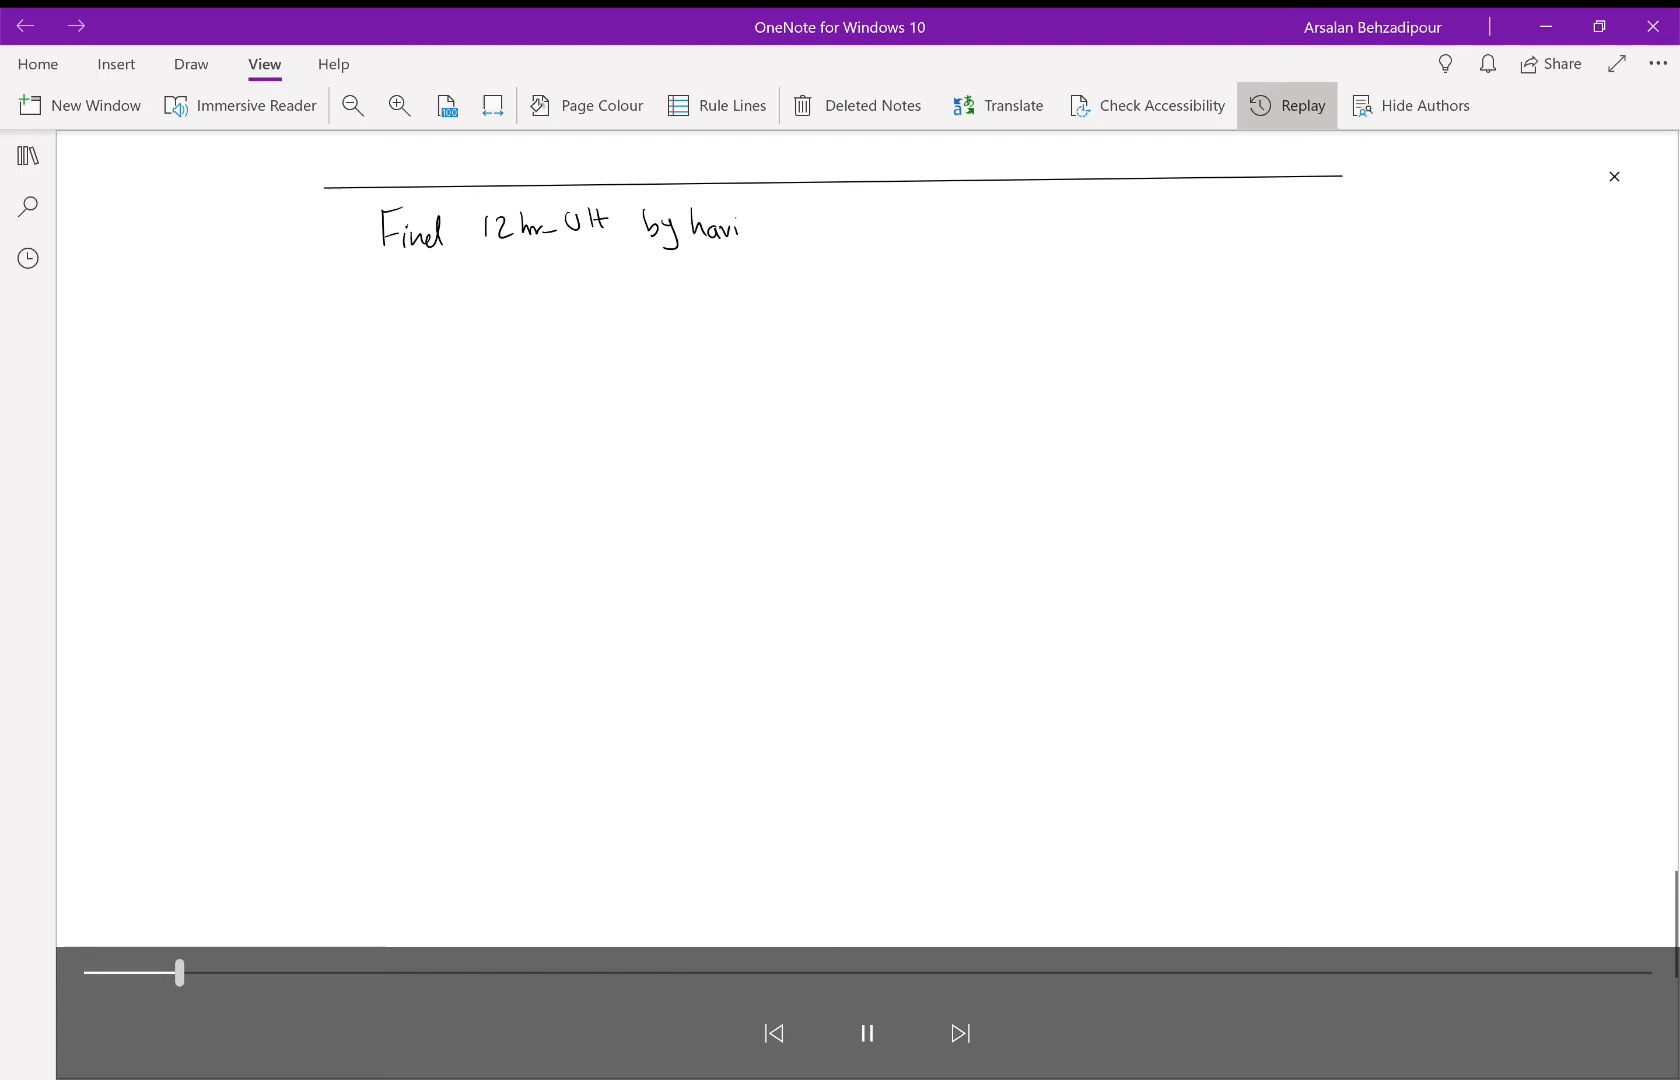 OneNote for Windows 10 Arsalan Behzadipour
Home Insert Draw View Help Share
New Window Immersive Reader 100 Page Colour Rule Lines Deleted Notes Translate Check Accessibility Replay Hide Authors
Find 12hr_UH by havi